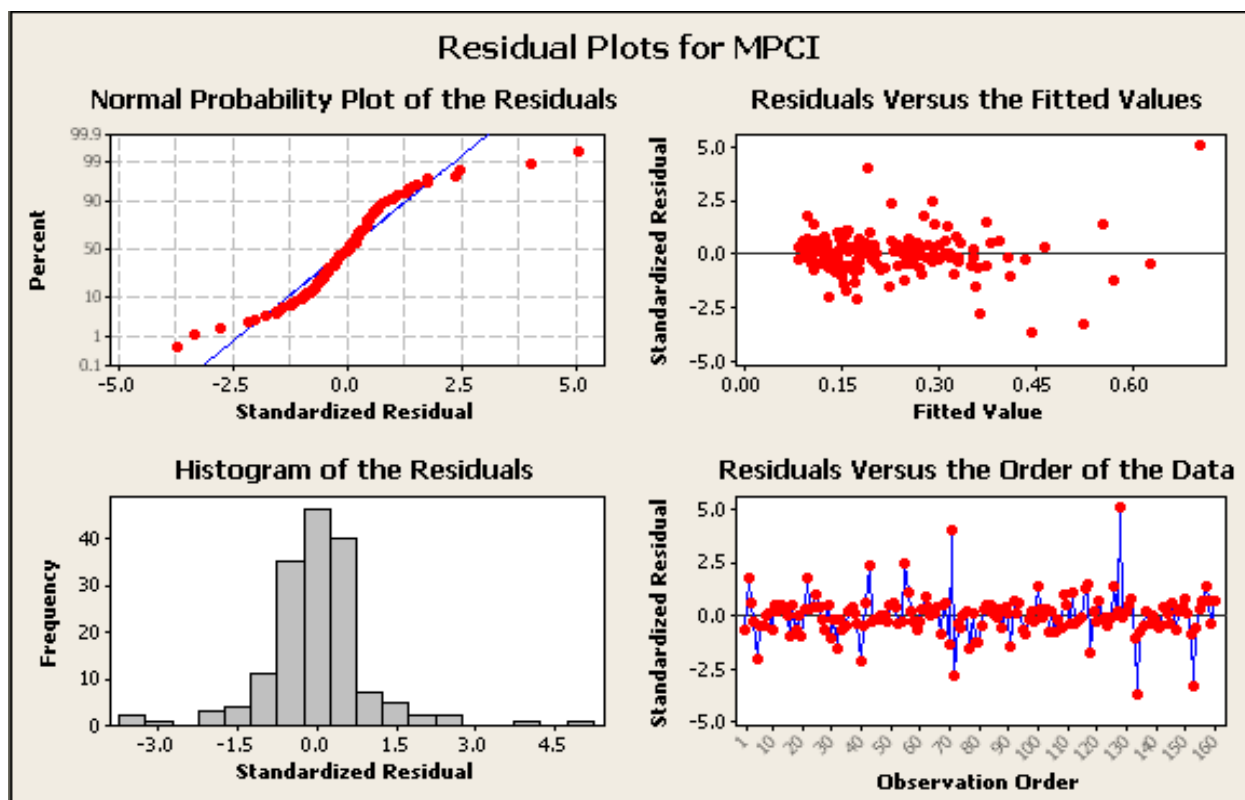 Residual Plots for MPCI
Normal Probability Plot of the Residuals
99.9
99
90
50
10
1
0.1
Percent
-5.0 -2.5 0.0 2.5 5.0
Standardized Residual
Residuals Versus the Fitted Values
5.0
2.5
0.0
-2.5
-5.0
Standardized Residual
0.00 0.15 0.30 0.45 0.60
Fitted Value
Histogram of the Residuals
40
30
20
10
0
Frequency
-3.0 -1.5 0.0 1.5 3.0 4.5
Standardized Residual
Residuals Versus the Order of the Data
5.0
2.5
0.0
-2.5
-5.0
Standardized Residual
1 10 20 30 40 50 60 70 80 90 100 110 120 130 140 150 160
Observation Order